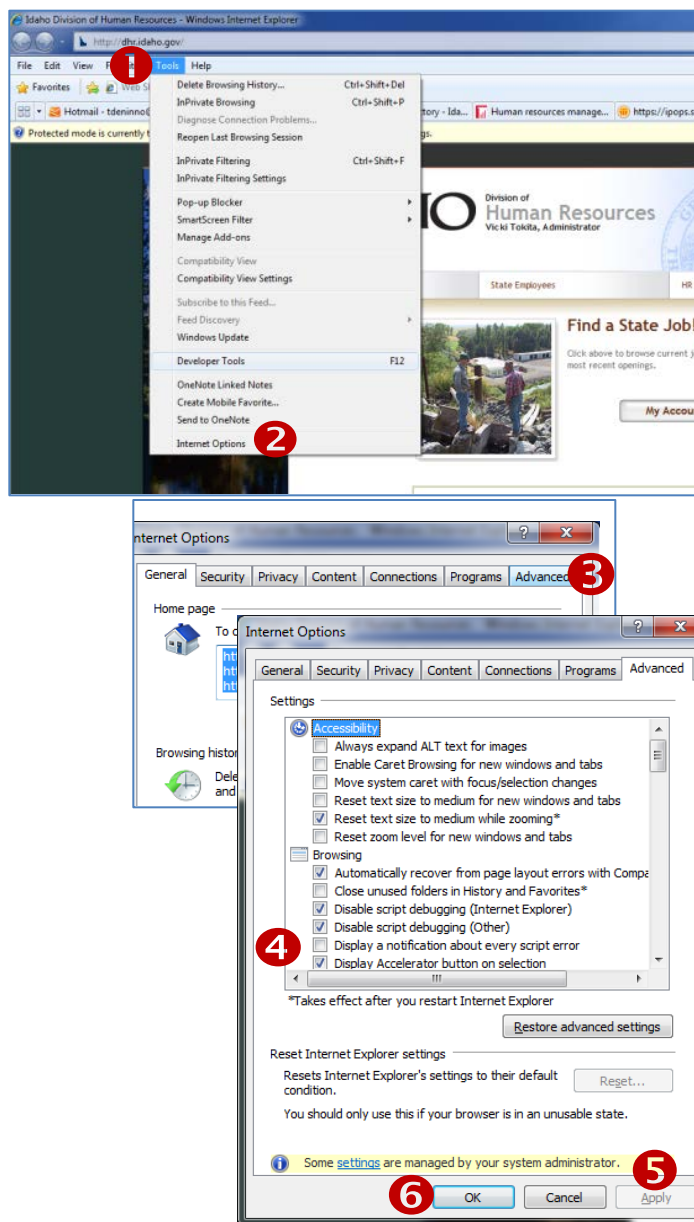 Idaho Division of Human Resources - Windows Internet Explorer
http://dhr.idaho.gov/
File Edit View Tools Help
1
Favorites
Hotmail - tdeninno
tory - Ida... Human resources manage... https://ipops.s
Protected mode is currently t
gs.
Delete Browsing History... Ctrl+Shift+Del
InPrivate Browsing Ctrl+Shift+P
Diagnose Connection Problems...
Reopen Last Browsing Session
InPrivate Filtering Ctrl+Shift+F
InPrivate Filtering Settings
Pop-up Blocker
SmartScreen Filter
Manage Add-ons
Compatibility View
Compatibility View Settings
Subscribe to this Feed...
Feed Discovery
Windows Update
Developer Tools F12
OneNote Linked Notes
Create Mobile Favorite...
Send to OneNote
Internet Options
2
HO
Division of
Human Resources
Vicki Tokita, Administrator
State Employees HR
Find a State Job!
Click above to browse current j
most recent openings.
My Accou
nternet Options
General Security Privacy Content Connections Programs Advanced
3
Home page
To c
htt
htt
htt
Browsing histor
Dele
and
Internet Options
General Security Privacy Content Connections Programs Advanced
Settings
Accessibility
Always expand ALT text for images
Enable Caret Browsing for new windows and tabs
Move system caret with focus/selection changes
Reset text size to medium for new windows and tabs
Reset text size to medium while zooming*
Reset zoom level for new windows and tabs
Browsing
Automatically recover from page layout errors with Compa
Close unused folders in History and Favorites*
Disable script debugging (Internet Explorer)
Disable script debugging (Other)
4
Display a notification about every script error
Display Accelerator button on selection
*Takes effect after you restart Internet Explorer
Restore advanced settings
Reset Internet Explorer settings
Resets Internet Explorer's settings to their default
condition.
Reset...
You should only use this if your browser is in an unusable state.
Some settings are managed by your system administrator.
5
6
OK Cancel Apply